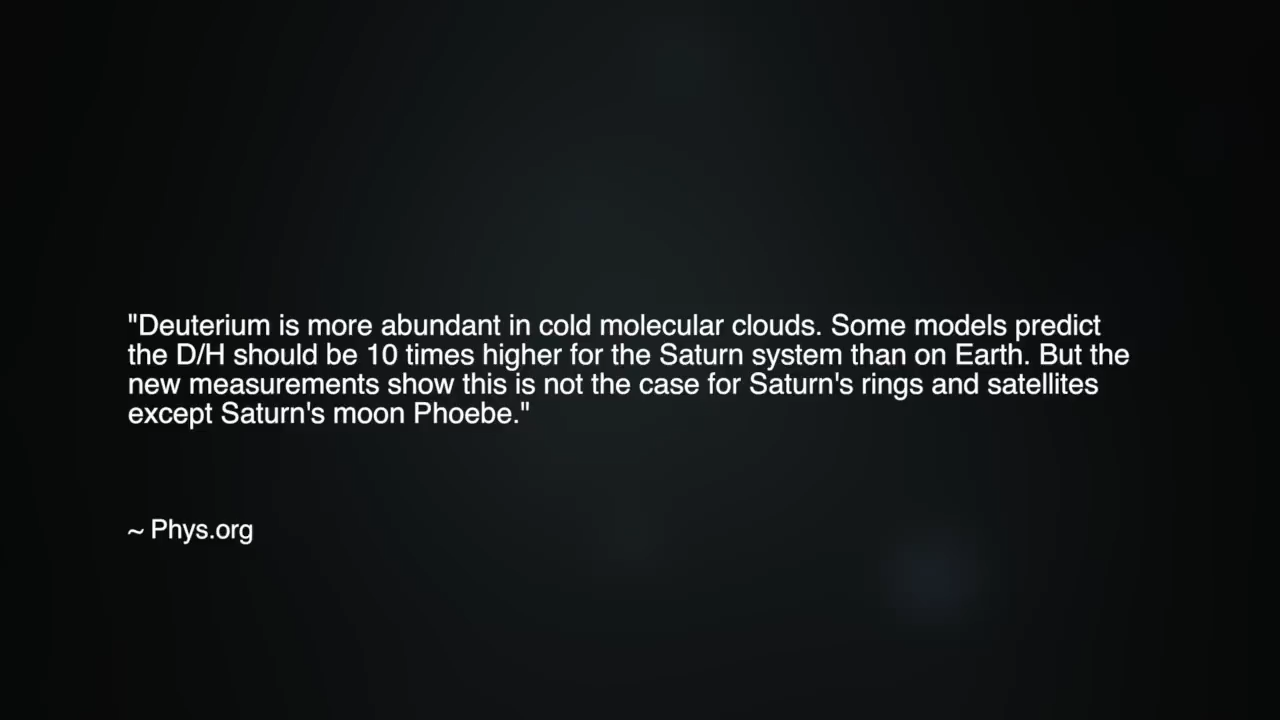 "Deuterium is more abundant in cold molecular clouds. Some models predict
the D/H should be 10 times higher for the Saturn system than on Earth. But the
new measurements show this is not the case for Saturn's rings and satellites
except Saturn's moon Phoebe."
~ Phys.org